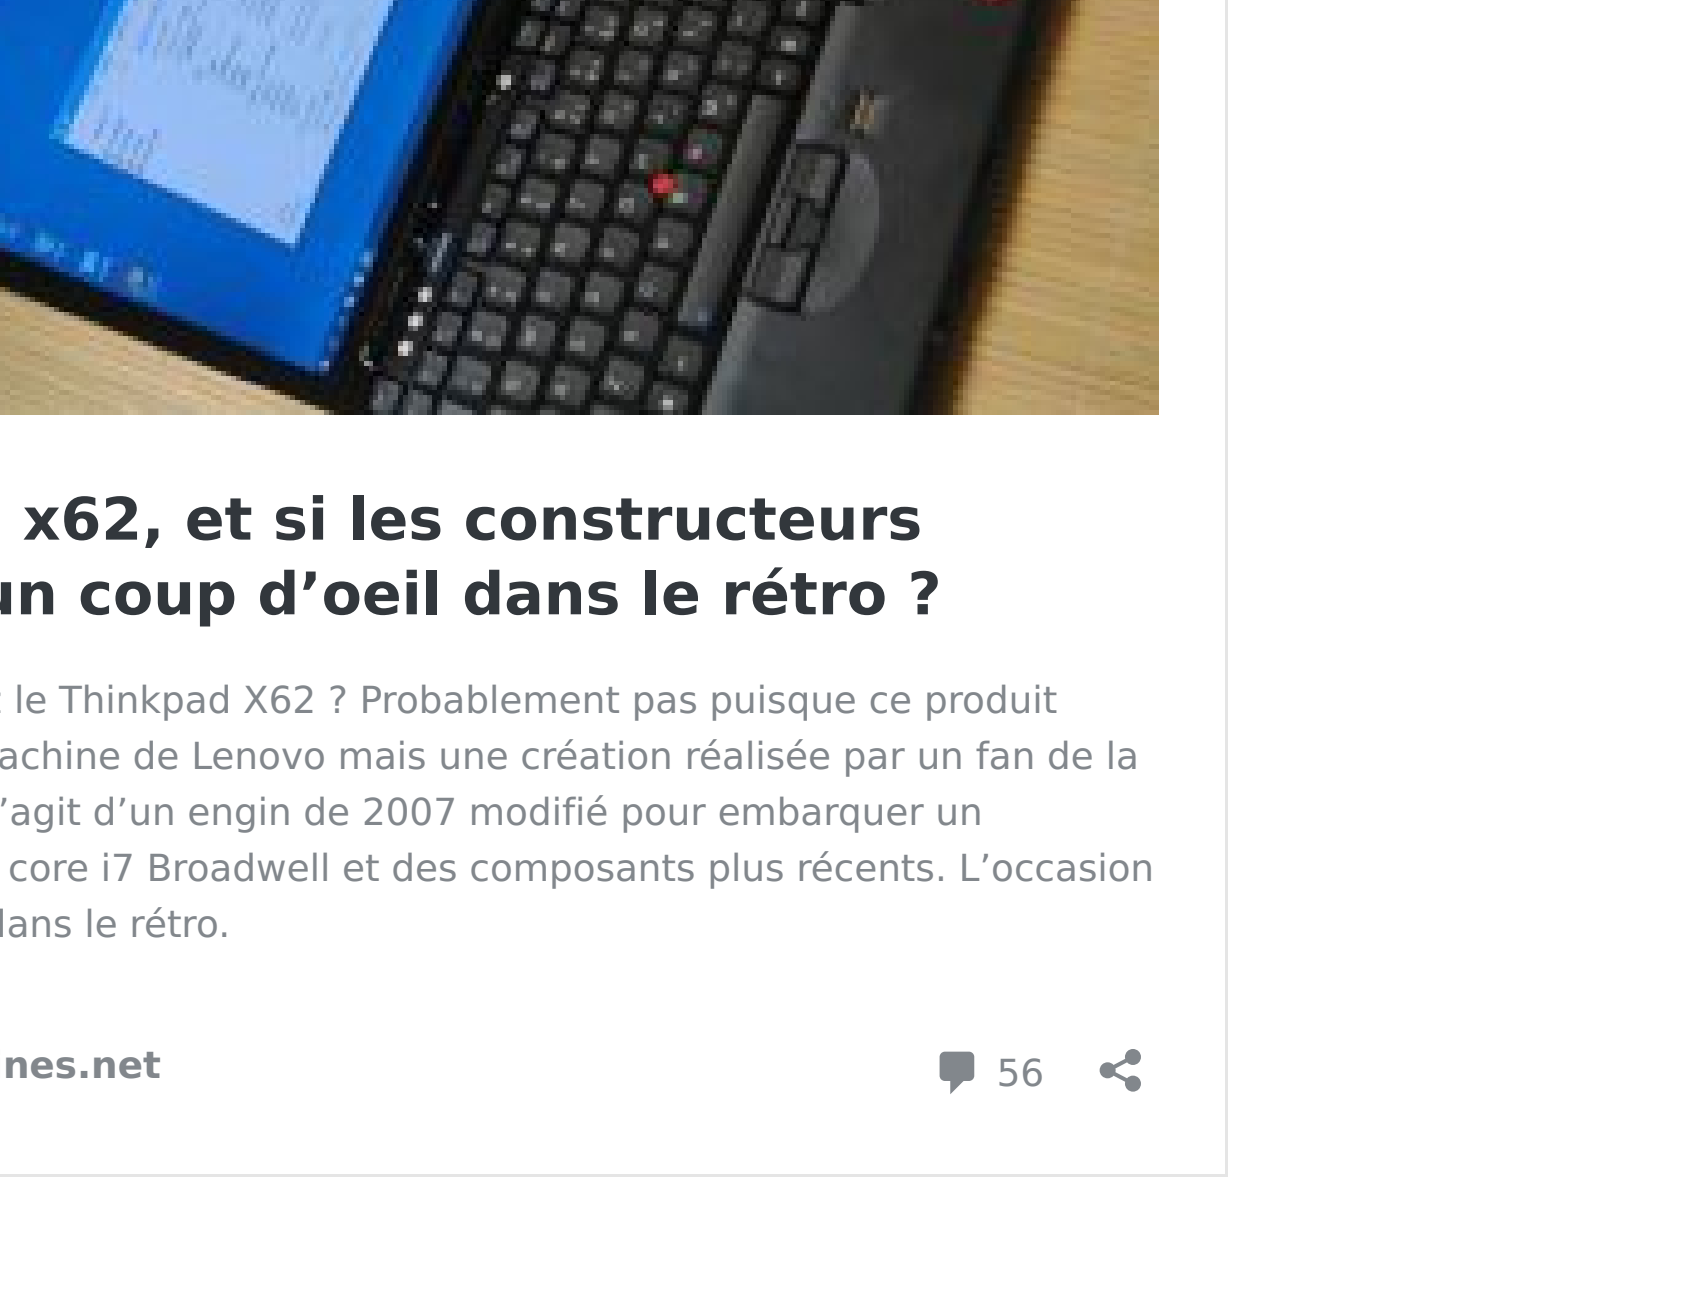 x62, et si les constructeurs
un coup d’oeil dans le rétro ?
le Thinkpad X62 ? Probablement pas puisque ce produit
achine de Lenovo mais une création réalisée par un fan de la
’agit d’un engin de 2007 modifié pour embarquer un
core i7 Broadwell et des composants plus récents. L’occasion
dans le rétro.
nes.net
56